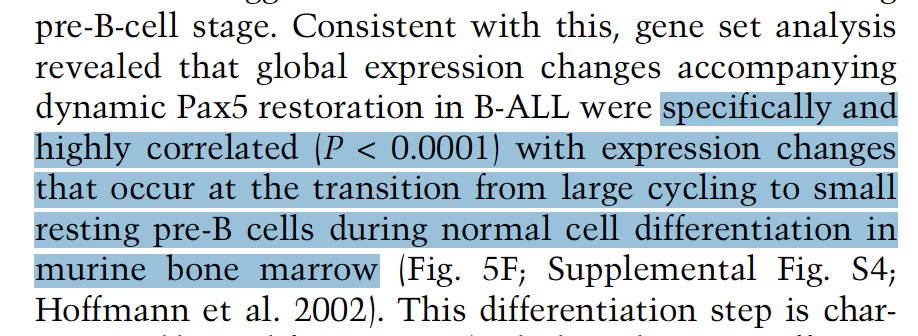 pre-B-cell stage. Consistent with this, gene set analysis
revealed that global expression changes accompanying
dynamic Pax5 restoration in B-ALL were specifically and
highly correlated (P < 0.0001) with expression changes
that occur at the transition from large cycling to small
resting pre-B cells during normal cell differentiation in
murine bone marrow (Fig. 5F; Supplemental Fig. S4;
Hoffmann et al. 2002). This differentiation step is char-